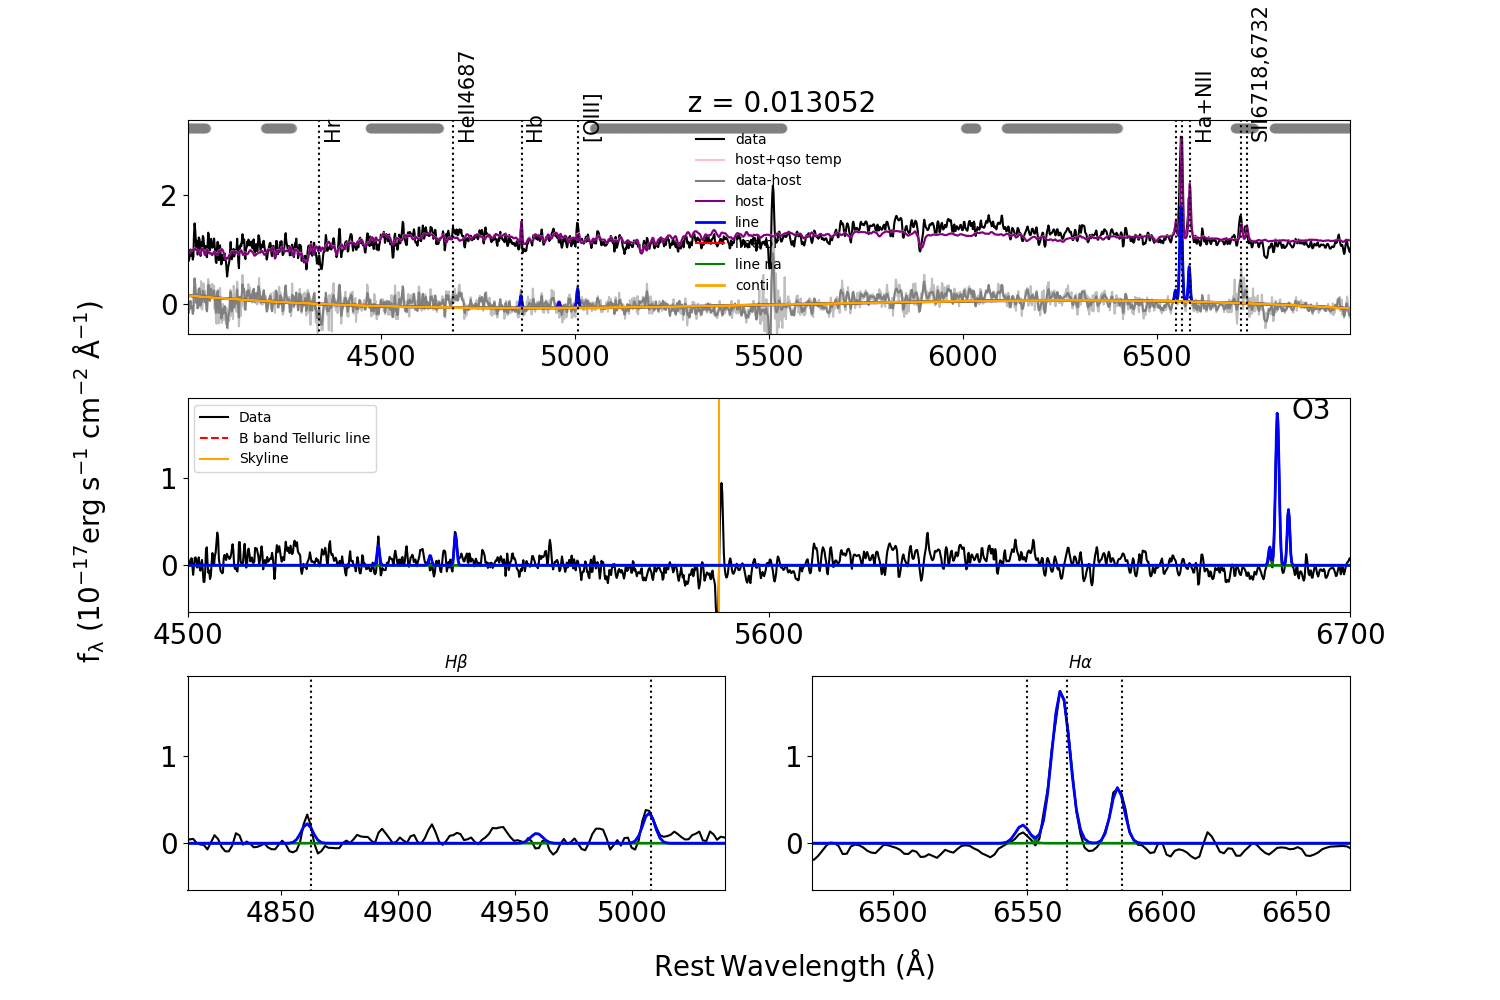 z = 0.013052
Hr
HeII4687
Hb
[OIII]
Ha+NII
SII6718,6732
data
host+qso temp
data-host
host
line
line na
conti
2
0
4500 5000 5500 6000 6500
Data
B band Telluric line
Skyline
O3
1
0
4500 5600 6700
fλ (10−17erg s−1 cm−2 Å−1)
Hβ
1
0
4850 4900 4950 5000
Hα
1
0
6500 6550 6600 6650
Rest Wavelength (Å)